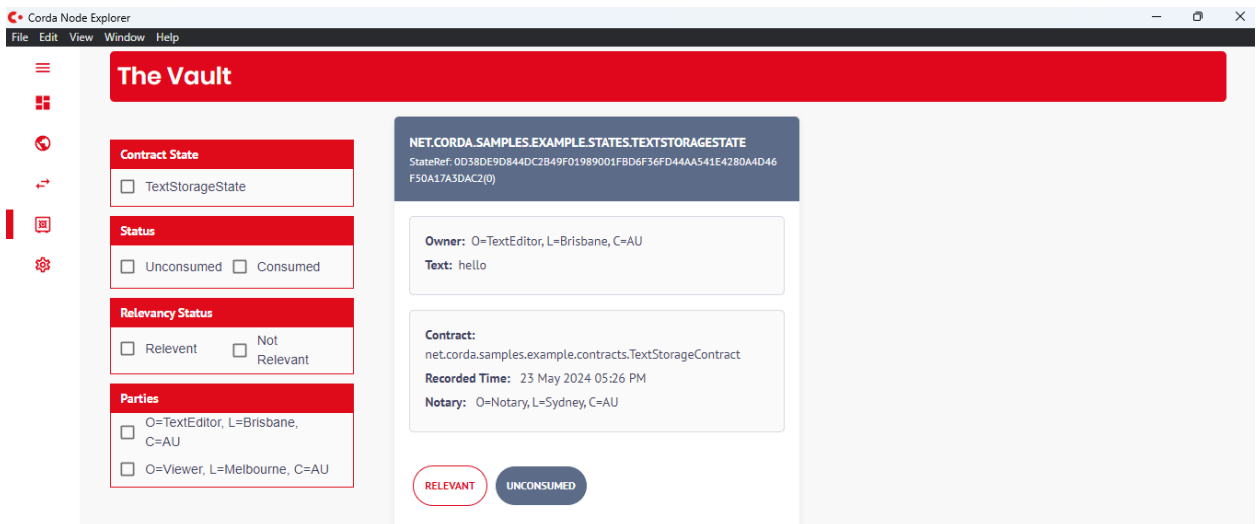 Corda Node Explorer
File Edit View Window Help
The Vault
Contract State
TextStorageState
Status
Unconsumed Consumed
Relevancy Status
Relevent Not
Relevant
Parties
O=TextEditor, L=Brisbane,
C=AU
O=Viewer, L=Melbourne, C=AU
NET.CORDA.SAMPLES.EXAMPLE.STATES.TEXTSTORAGESTATE
StateRef: 0D38DE9D844DC2B49F01989001FBD6F36FD44AA541E4280A4D46
F50A17A3DAC2(0)
Owner: O=TextEditor, L=Brisbane, C=AU
Text: hello
Contract:
net.corda.samples.example.contracts.TextStorageContract
Recorded Time: 23 May 2024 05:26 PM
Notary: O=Notary, L=Sydney, C=AU
RELEVANT UNCONSUMED